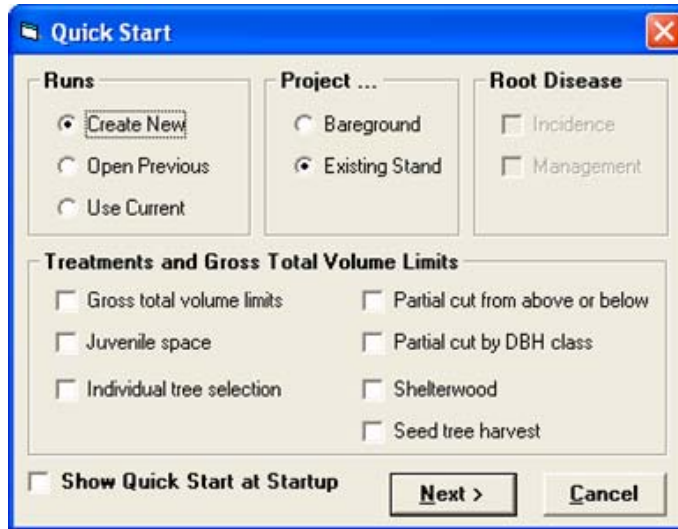 Quick Start
Runs
Create New
Open Previous
Use Current
Project ...
Bareground
Existing Stand
Root Disease
Incidence
Management
Treatments and Gross Total Volume Limits
Gross total volume limits
Juvenile space
Individual tree selection
Partial cut from above or below
Partial cut by DBH class
Shelterwood
Seed tree harvest
Show Quick Start at Startup
Next >
Cancel